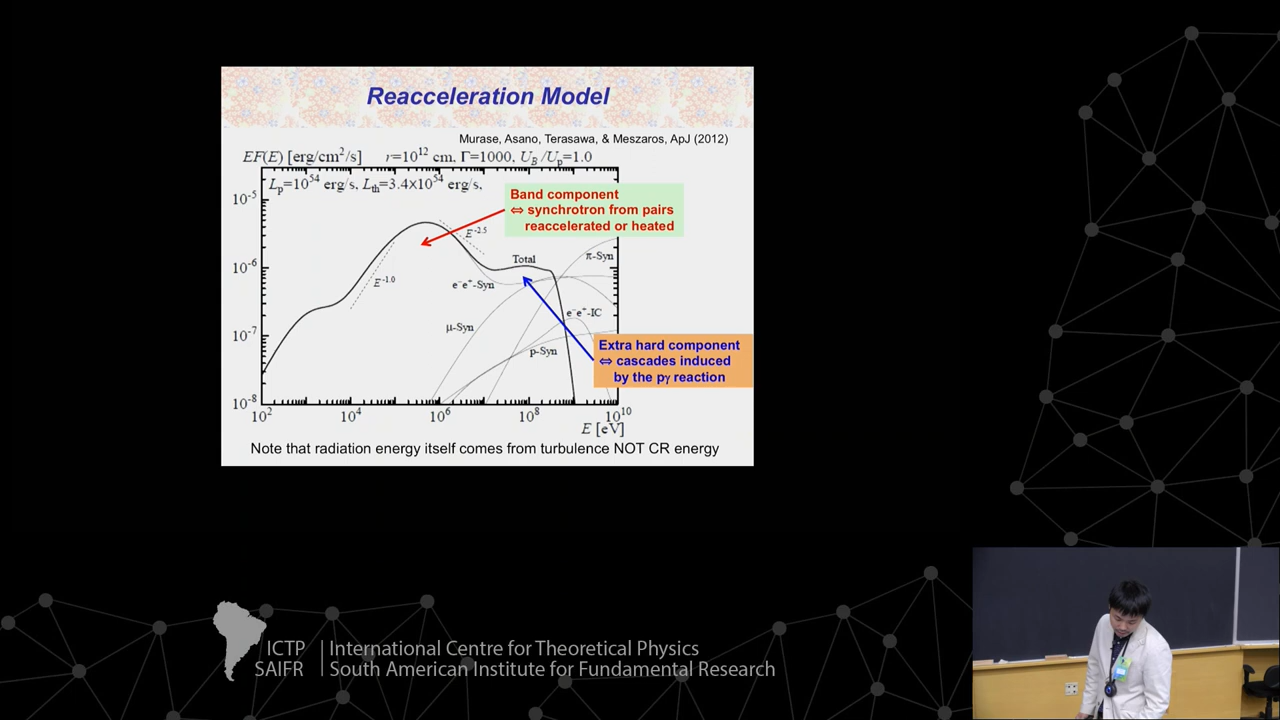 Reacceleration Model
Murase, Asano, Terasawa, & Meszaros, ApJ (2012)
EF(E) [erg/cm²/s] r=10¹² cm, Γ=1000, U_B/U_p=1.0
L_p=10⁵⁴ erg/s, L_th=3.4×10⁵⁴ erg/s,
Band component
⇔ synchrotron from pairs
reaccelerated or heated
10⁻⁵
E⁻²·⁵
π-Syn
Total
10⁻⁶
E⁻¹·⁰
e⁻e⁺-Syn
e⁻e⁺-IC
μ-Syn
10⁻⁷
p-Syn
Extra hard component
⇔ cascades induced
by the pγ reaction
10⁻⁸
10² 10⁴ 10⁶ 10⁸ 10¹⁰
E [eV]
Note that radiation energy itself comes from turbulence NOT CR energy
ICTP
SAIFR
International Centre for Theoretical Physics
South American Institute for Fundamental Research